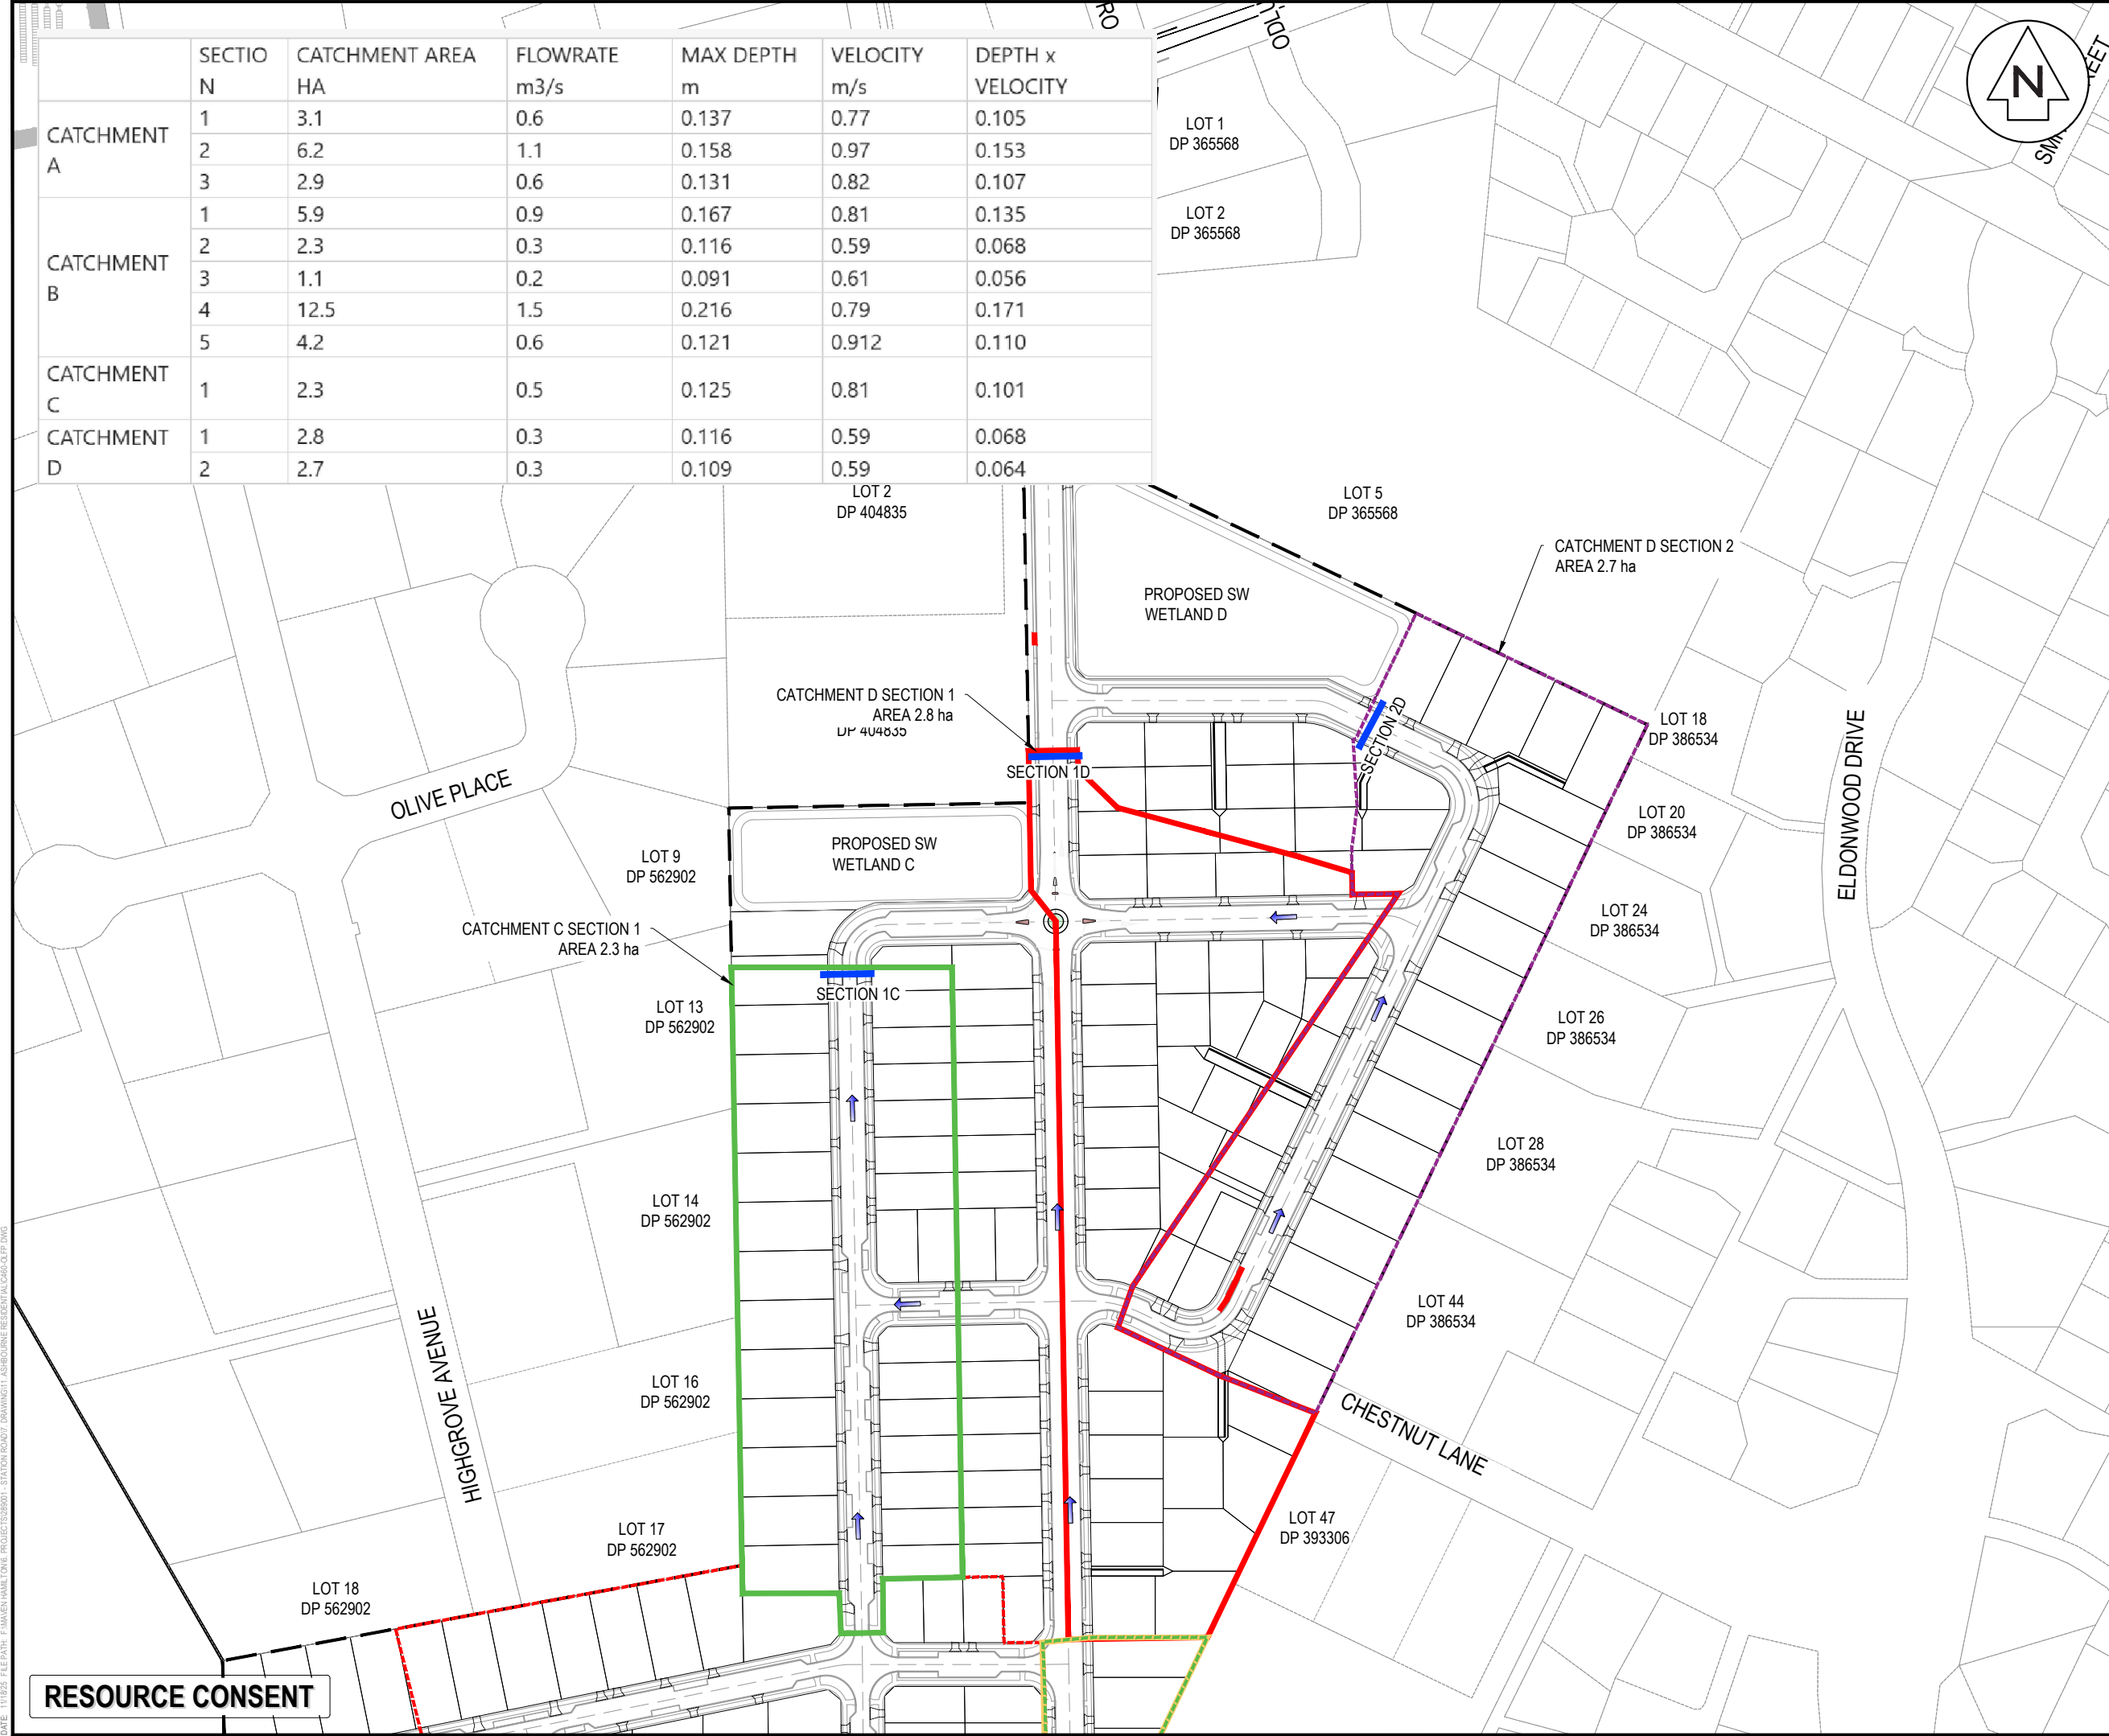 SECTIO CATCHMENT AREA FLOWRATE MAX DEPTH VELOCITY DEPTH x
N HA m3/s m m/s VELOCITY
CATCHMENT A
1 3.1 0.6 0.137 0.77 0.105
2 6.2 1.1 0.158 0.97 0.153
3 2.9 0.6 0.131 0.82 0.107
CATCHMENT B
1 5.9 0.9 0.167 0.81 0.135
2 2.3 0.3 0.116 0.59 0.068
3 1.1 0.2 0.091 0.61 0.056
4 12.5 1.5 0.216 0.79 0.171
5 4.2 0.6 0.121 0.912 0.110
CATCHMENT C
1 2.3 0.5 0.125 0.81 0.101
CATCHMENT D
1 2.8 0.3 0.116 0.59 0.068
2 2.7 0.3 0.109 0.59 0.064
N
LOT 1
DP 365568
LOT 2
DP 365568
LOT 2
DP 404835
LOT 5
DP 365568
CATCHMENT D SECTION 2
AREA 2.7 ha
PROPOSED SW
WETLAND D
CATCHMENT D SECTION 1
AREA 2.8 ha
DP 404835
SECTION 2D
LOT 18
DP 386534
SECTION 1D
OLIVE PLACE
ELDONWOOD DRIVE
LOT 20
DP 386534
PROPOSED SW
WETLAND C
LOT 9
DP 562902
CATCHMENT C SECTION 1
AREA 2.3 ha
LOT 24
DP 386534
SECTION 1C
LOT 13
DP 562902
LOT 26
DP 386534
LOT 28
DP 386534
LOT 14
DP 562902
LOT 44
DP 386534
HIGHGROVE AVENUE
LOT 16
DP 562902
CHESTNUT LANE
LOT 17
DP 562902
LOT 47
DP 393306
LOT 18
DP 562902
RESOURCE CONSENT